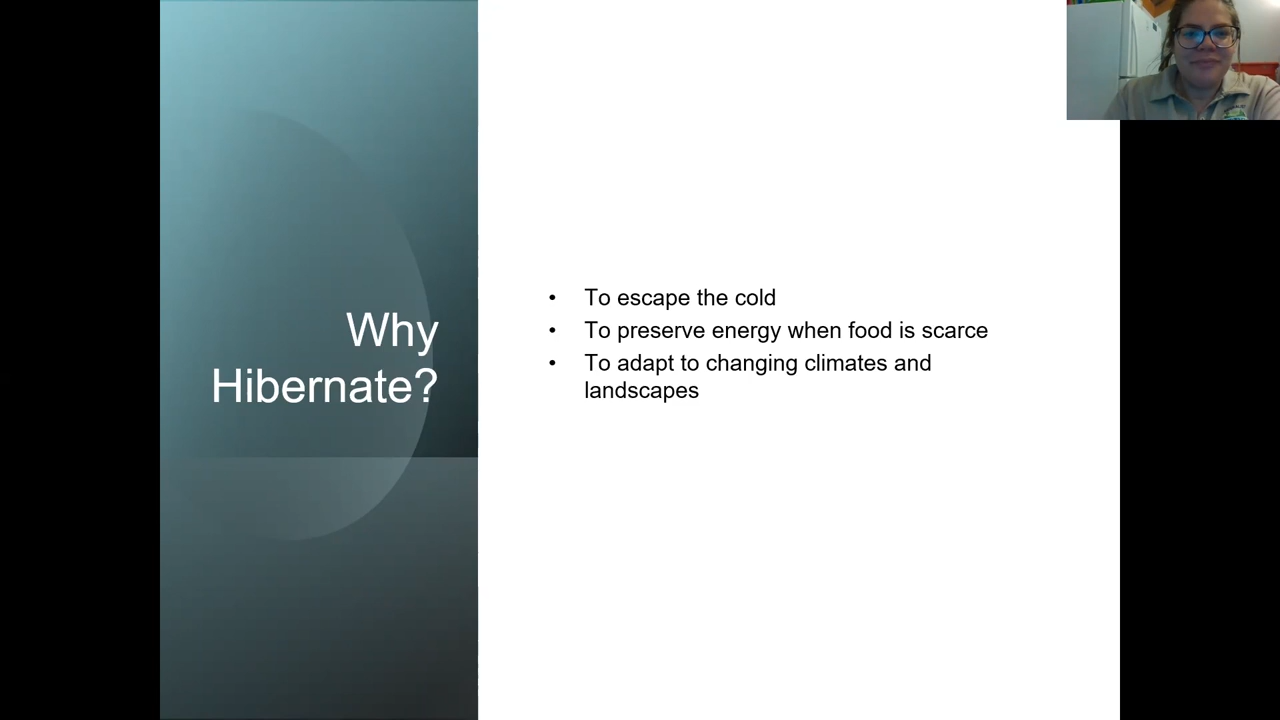 Why
Hibernate?
• To escape the cold
• To preserve energy when food is scarce
• To adapt to changing climates and
landscapes